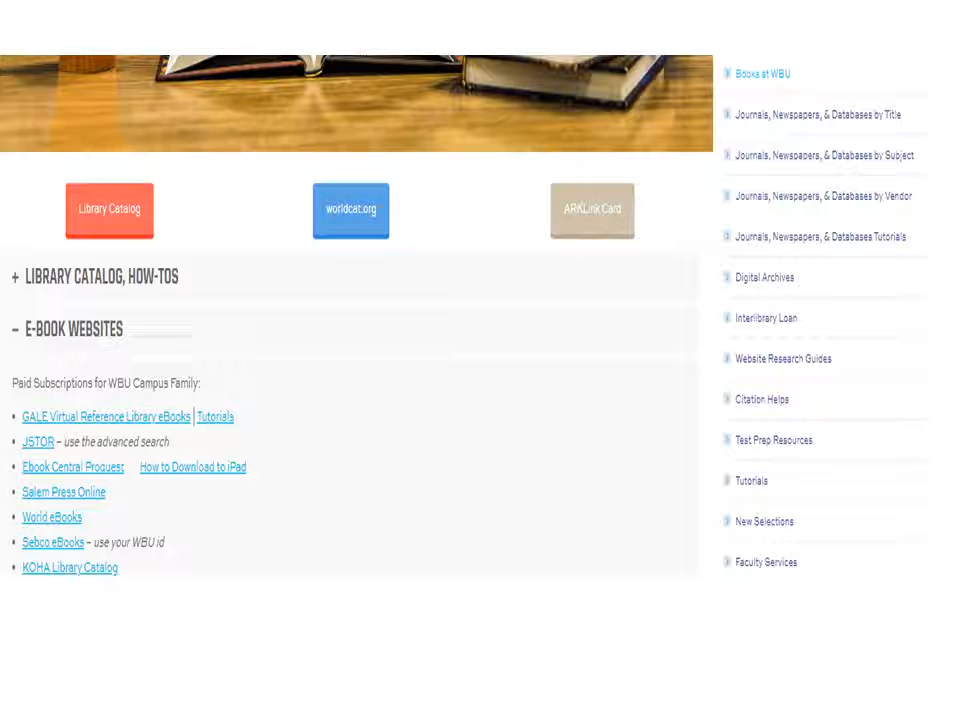 Library Catalog
worldcat.org
ARKLink Card
+ LIBRARY CATALOG, HOW-TOS
– E-BOOK WEBSITES
Paid Subscriptions for WBU Campus Family:
• GALE Virtual Reference Library eBooks | Tutorials
• JSTOR – use the advanced search
• Ebook Central Proquest How to Download to iPad
• Salem Press Online
• World eBooks
• Sebco eBooks – use your WBU id
• KOHA Library Catalog
Books at WBU
Journals, Newspapers, & Databases by Title
Journals, Newspapers, & Databases by Subject
Journals, Newspapers, & Databases by Vendor
Journals, Newspapers, & Databases Tutorials
Digital Archives
Interlibrary Loan
Website Research Guides
Citation Helps
Test Prep Resources
Tutorials
New Selections
Faculty Services